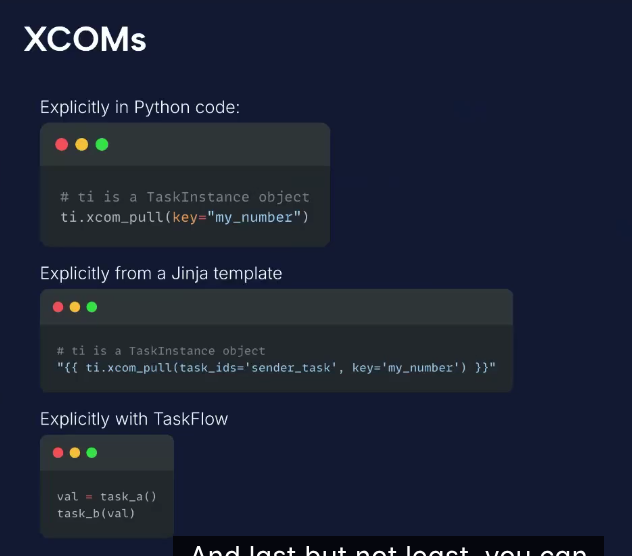 XCOMs
Explicitly in Python code:
# ti is a TaskInstance object
ti.xcom_pull(key="my_number")
Explicitly from a Jinja template
# ti is a TaskInstance object
"{{ ti.xcom_pull(task_ids='sender_task', key='my_number') }}"
Explicitly with TaskFlow
val = task_a()
task_b(val)
And last but not least, you can